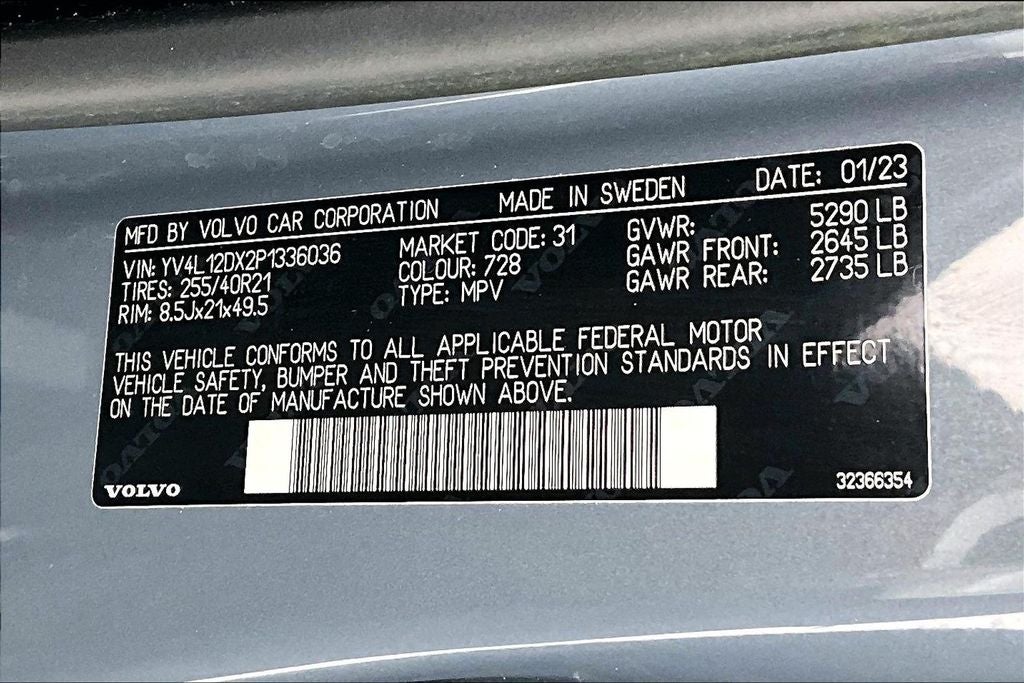 MFD BY VOLVO CAR CORPORATION MADE IN SWEDEN DATE: 01/23
VIN: YV4L12DX2P1336036 MARKET CODE: 31 GVWR: 5290 LB
TIRES: 255/40R21 COLOUR: 728 GAWR FRONT: 2645 LB
RIM: 8.5Jx21x49.5 TYPE: MPV GAWR REAR: 2735 LB
THIS VEHICLE CONFORMS TO ALL APPLICABLE FEDERAL MOTOR
VEHICLE SAFETY, BUMPER AND THEFT PREVENTION STANDARDS IN EFFECT
ON THE DATE OF MANUFACTURE SHOWN ABOVE.
VOLVO 32366354